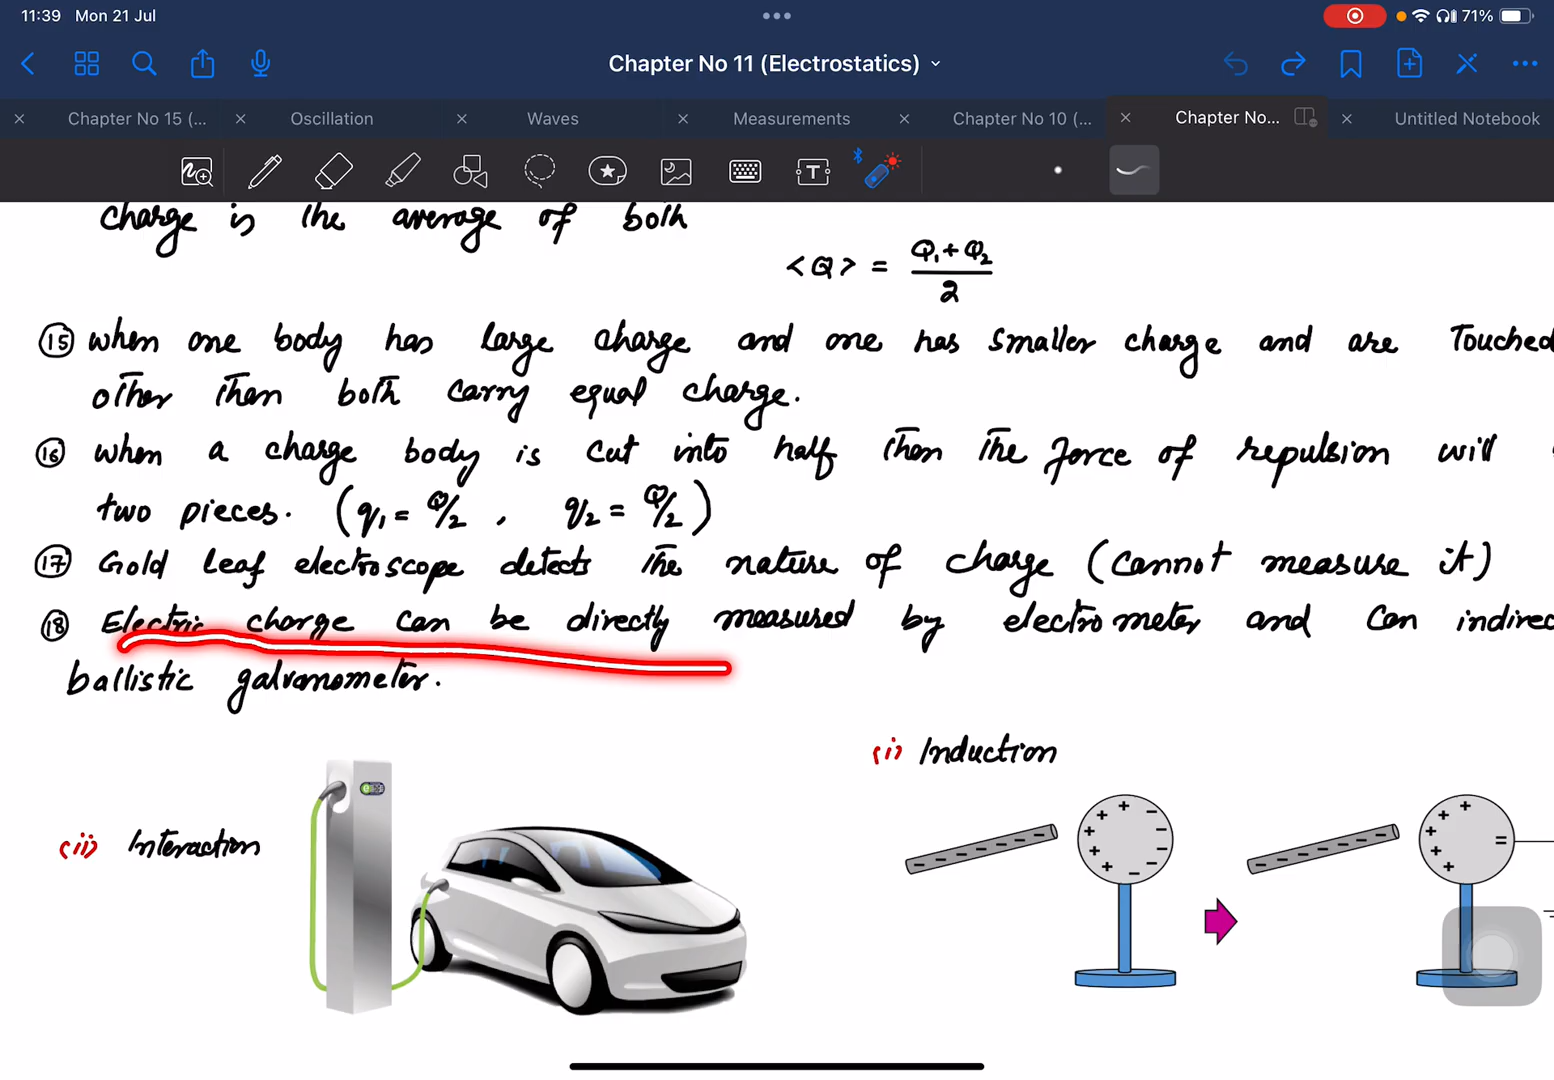 11:39 Mon 21 Jul
71%
Chapter No 11 (Electrostatics)
Chapter No 15 (...
Oscillation
Waves
Measurements
Chapter No 10 (...
Chapter No...
Untitled Notebook
T
charge is the average of both
<Q> = Q1+Q2
2
(15) when one body has large charge and one has smaller charge and are Touched
other then both carry equal charge.
(16) when a charge body is cut into half then the force of repulsion will
two pieces. (q1 = Q/2 , q2 = Q/2)
(17) Gold Leaf electroscope detects the nature of charge (cannot measure it)
(18) Electric charge can be directly measured by electrometer and can indirec
ballistic galvanometer.
(i) Induction
(ii) Interaction